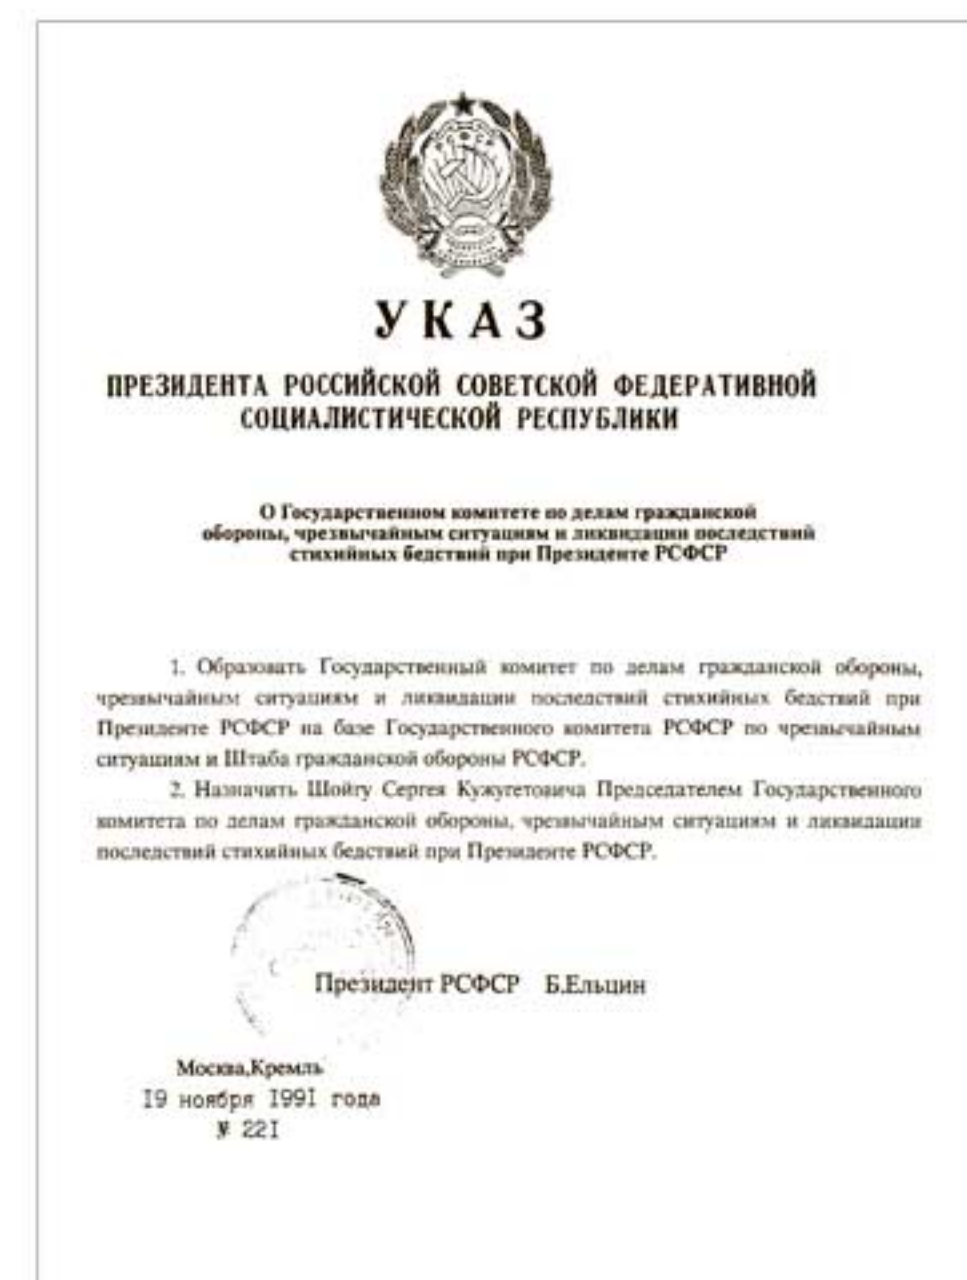 УКАЗ
ПРЕЗИДЕНТА РОССИЙСКОЙ СОВЕТСКОЙ ФЕДЕРАТИВНОЙ
СОЦИАЛИСТИЧЕСКОЙ РЕСПУБЛИКИ
О Государственном комитете по делам гражданской
обороны, чрезвычайным ситуациям и ликвидации последствий
стихийных бедствий при Президенте РСФСР
1. Образовать Государственный комитет по делам гражданской обороны,
чрезвычайным ситуациям и ликвидации последствий стихийных бедствий при
Президенте РСФСР на базе Государственного комитета РСФСР по чрезвычайным
ситуациям и Штаба гражданской обороны РСФСР.
2. Назначить Шойгу Сергея Кужугетовича Председателем Государственного
комитета по делам гражданской обороны, чрезвычайным ситуациям и ликвидации
последствий стихийных бедствий при Президенте РСФСР.
Президент РСФСР Б.Ельцин
Москва,Кремль
19 ноября 1991 года
№ 221